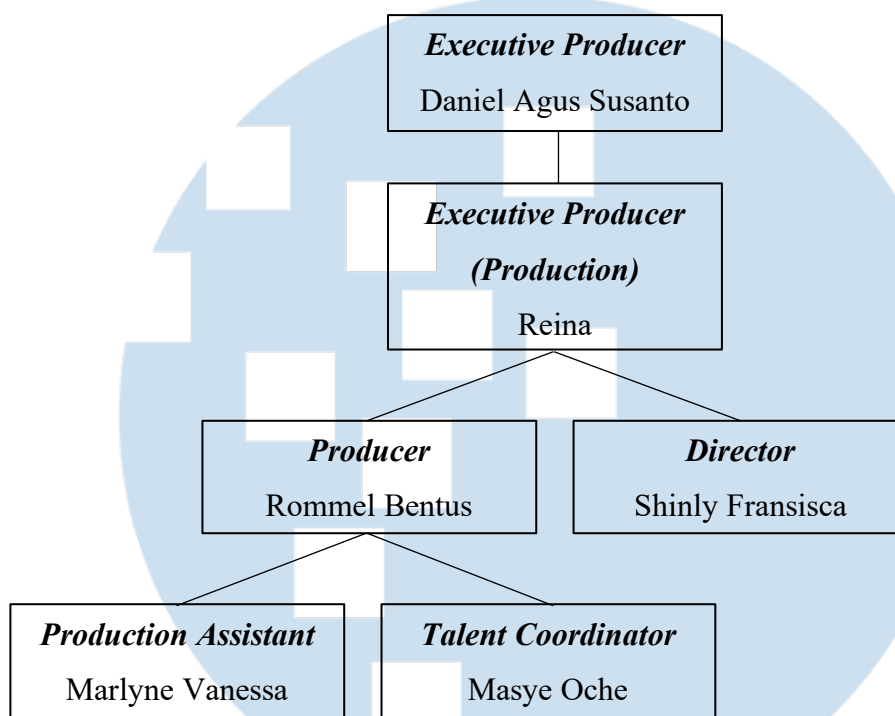 Executive Producer
Daniel Agus Susanto
Executive Producer
(Production)
Reina
Producer
Rommel Bentus
Director
Shinly Fransisca
Production Assistant
Marlyne Vanessa
Talent Coordinator
Masye Oche